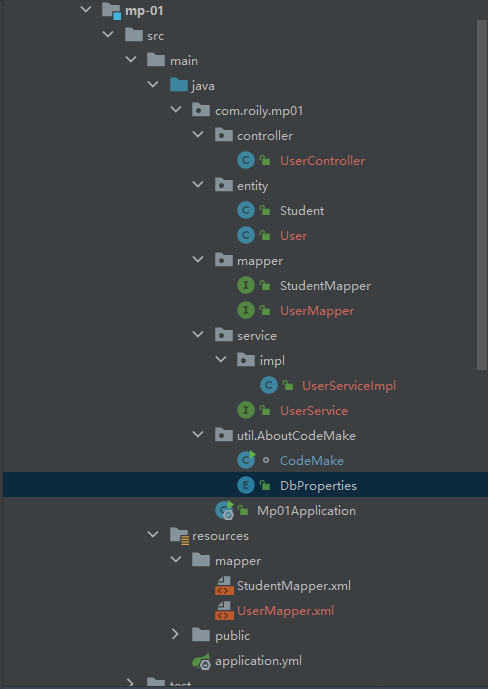 mp-01
src
main
java
com.roily.mp01
controller
UserController
entity
Student
User
mapper
StudentMapper
UserMapper
service
impl
UserServiceImpl
UserService
util.AboutCodeMake
CodeMake
DbProperties
Mp01Application
resources
mapper
StudentMapper.xml
UserMapper.xml
public
application.yml
test